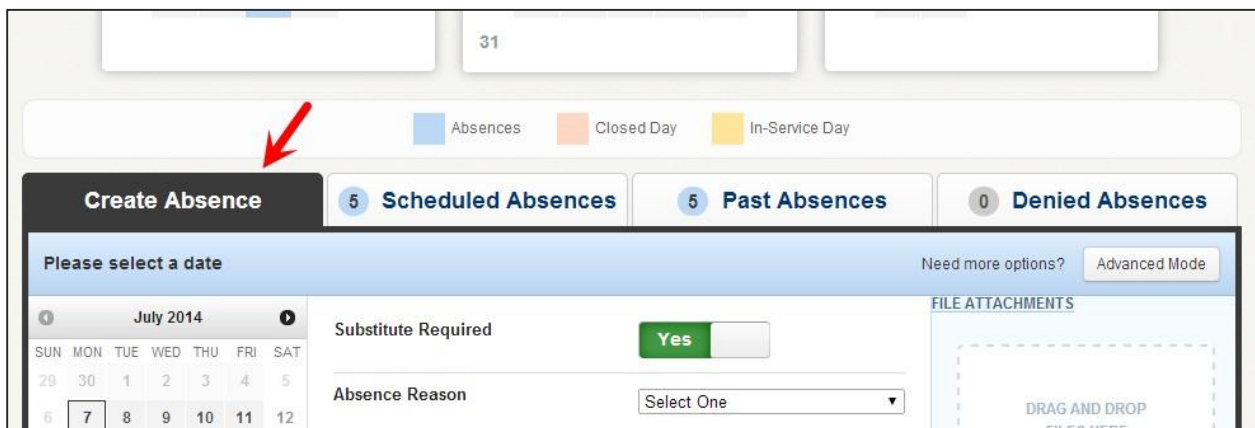 31
Absences Closed Day In-Service Day
Create Absence 5 Scheduled Absences 5 Past Absences 0 Denied Absences
Please select a date Need more options? Advanced Mode
July 2014
SUN MON TUE WED THU FRI SAT
29 30 1 2 3 4 5
6 7 8 9 10 11 12
Substitute Required Yes
Absence Reason Select One
FILE ATTACHMENTS
DRAG AND DROP
FILES HERE